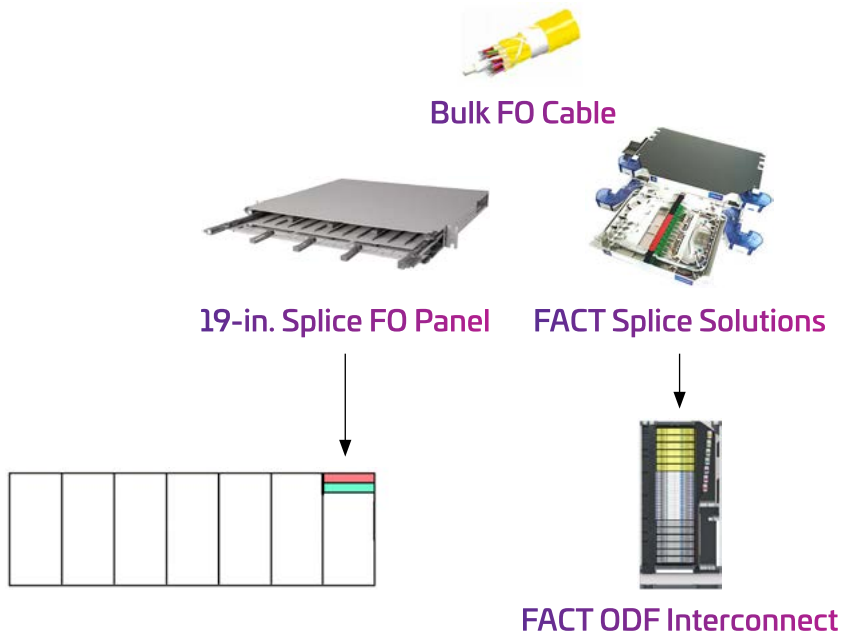 Bulk FO Cable
19-in. Splice FO Panel
FACT Splice Solutions
FACT ODF Interconnect